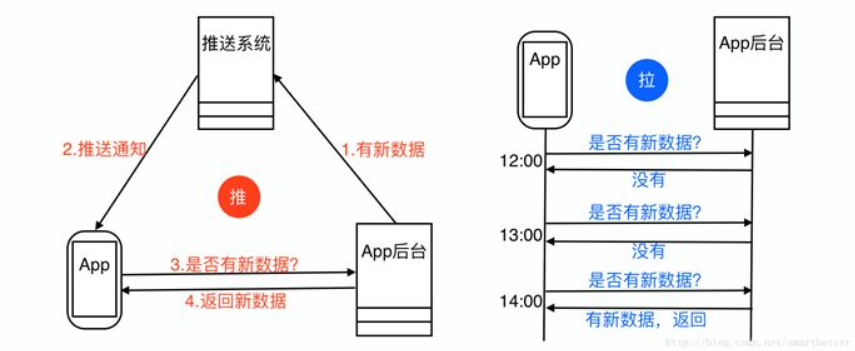 推送系统
2.推送通知
1.有新数据
推
App
App后台
3.是否有新数据?
4.返回新数据
App
拉
App后台
12:00
是否有新数据?
没有
13:00
是否有新数据?
没有
14:00
是否有新数据?
有新数据，返回
http://blog.csdn.net/smartbetter